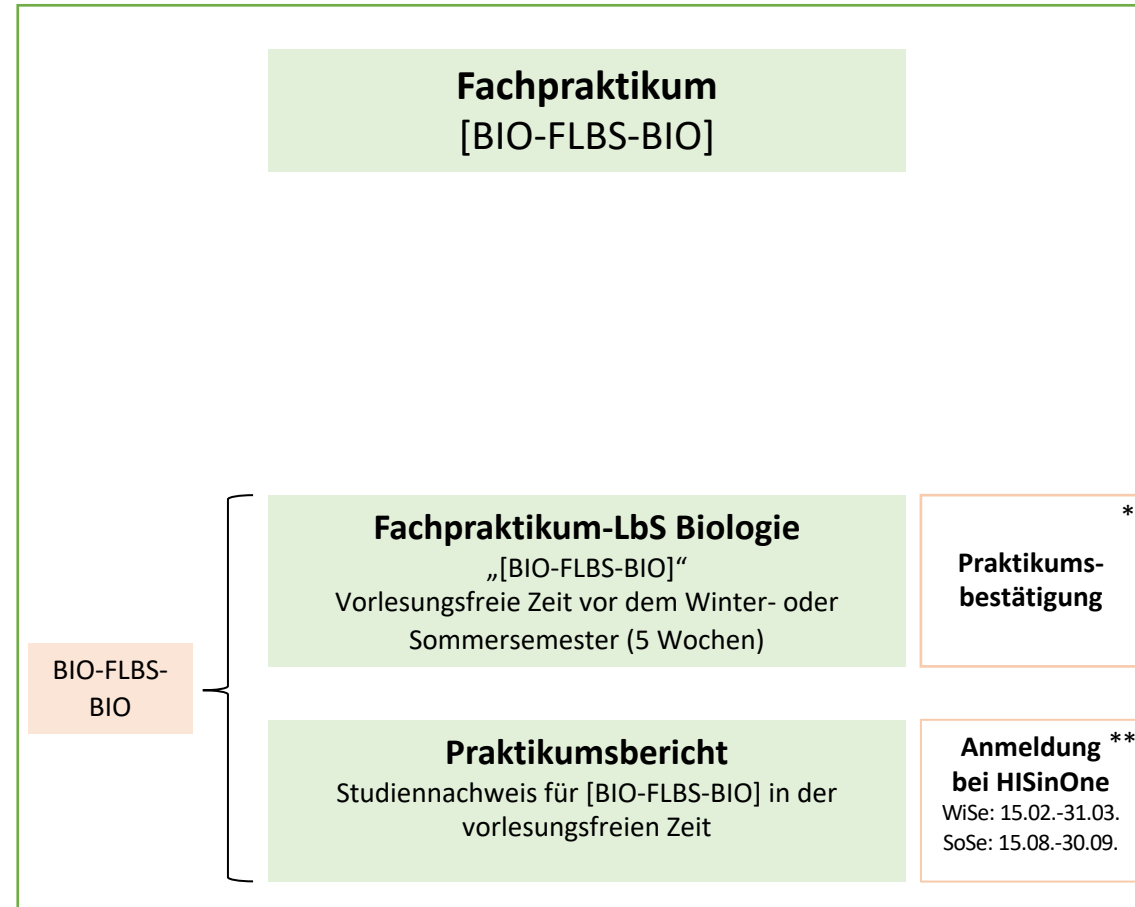 Fachpraktikum
[BIO-FLBS-BIO]
Fachpraktikum-LbS Biologie
„[BIO-FLBS-BIO]“
Vorlesungsfreie Zeit vor dem Winter- oder
Sommersemester (5 Wochen)
*
Praktikums-
bestätigung
BIO-FLBS-
BIO
Praktikumsbericht
Studiennachweis für [BIO-FLBS-BIO] in der
vorlesungsfreien Zeit
Anmeldung **
bei HISinOne
WiSe: 15.02.-31.03.
SoSe: 15.08.-30.09.